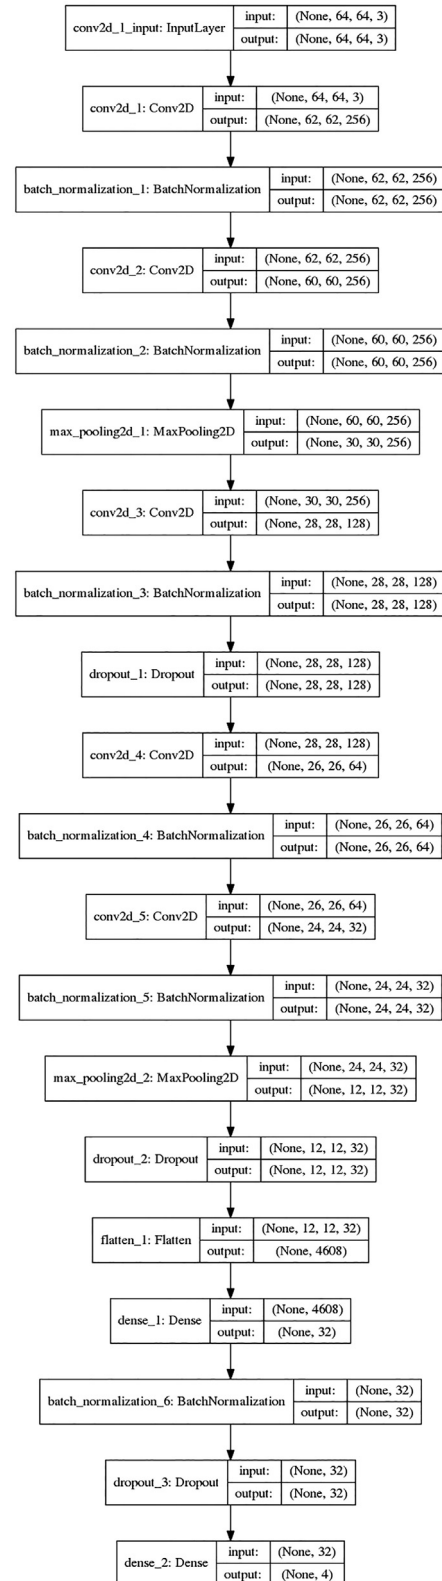 conv2d_1_input: InputLayer input: (None, 64, 64, 3)
output: (None, 64, 64, 3)
conv2d_1: Conv2D input: (None, 64, 64, 3)
output: (None, 62, 62, 256)
batch_normalization_1: BatchNormalization input: (None, 62, 62, 256)
output: (None, 62, 62, 256)
conv2d_2: Conv2D input: (None, 62, 62, 256)
output: (None, 60, 60, 256)
batch_normalization_2: BatchNormalization input: (None, 60, 60, 256)
output: (None, 60, 60, 256)
max_pooling2d_1: MaxPooling2D input: (None, 60, 60, 256)
output: (None, 30, 30, 256)
conv2d_3: Conv2D input: (None, 30, 30, 256)
output: (None, 28, 28, 128)
batch_normalization_3: BatchNormalization input: (None, 28, 28, 128)
output: (None, 28, 28, 128)
dropout_1: Dropout input: (None, 28, 28, 128)
output: (None, 28, 28, 128)
conv2d_4: Conv2D input: (None, 28, 28, 128)
output: (None, 26, 26, 64)
batch_normalization_4: BatchNormalization input: (None, 26, 26, 64)
output: (None, 26, 26, 64)
conv2d_5: Conv2D input: (None, 26, 26, 64)
output: (None, 24, 24, 32)
batch_normalization_5: BatchNormalization input: (None, 24, 24, 32)
output: (None, 24, 24, 32)
max_pooling2d_2: MaxPooling2D input: (None, 24, 24, 32)
output: (None, 12, 12, 32)
dropout_2: Dropout input: (None, 12, 12, 32)
output: (None, 12, 12, 32)
flatten_1: Flatten input: (None, 12, 12, 32)
output: (None, 4608)
dense_1: Dense input: (None, 4608)
output: (None, 32)
batch_normalization_6: BatchNormalization input: (None, 32)
output: (None, 32)
dropout_3: Dropout input: (None, 32)
output: (None, 32)
dense_2: Dense input: (None, 32)
output: (None, 4)